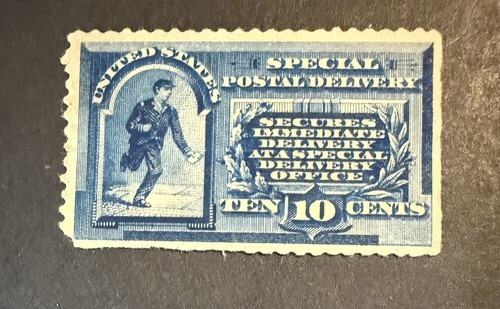 UNITED STATES
SPECIAL
POSTAL DELIVERY
SECURES
IMMEDIATE
DELIVERY
AT A SPECIAL
DELIVERY
OFFICE
TEN 10 CENTS